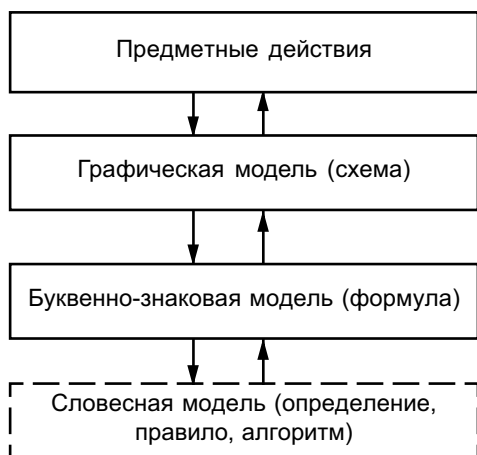 Предметные действия
Графическая модель (схема)
Буквенно-знаковая модель (формула)
Словесная модель (определение,
правило, алгоритм)